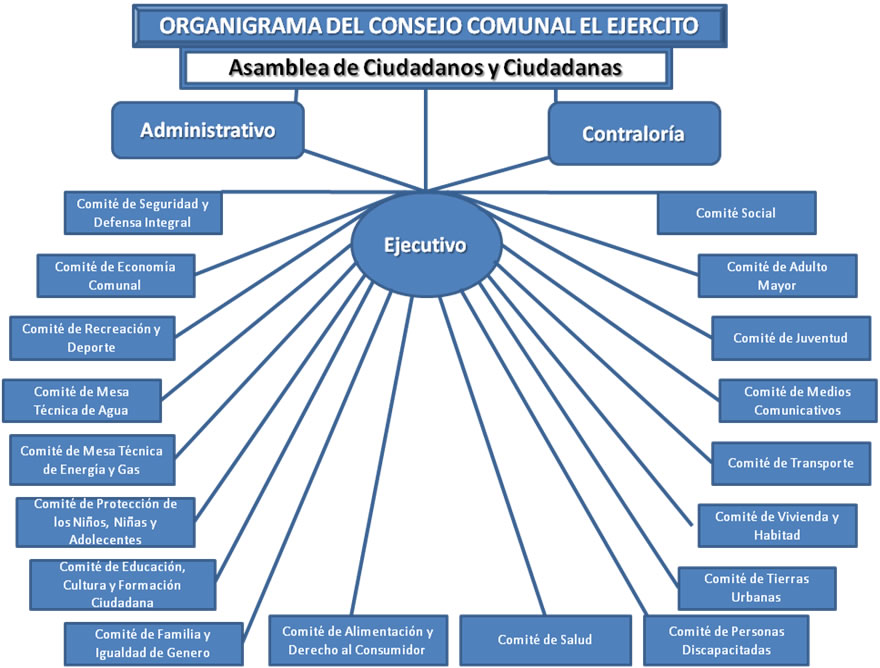 ORGANIGRAMA DEL CONSEJO COMUNAL EL EJERCITO
Asamblea de Ciudadanos y Ciudadanas
Administrativo
Contraloría
Ejecutivo
Comité de Seguridad y
Defensa Integral
Comité de Economía
Comunal
Comité de Recreación y
Deporte
Comité de Mesa
Técnica de Agua
Comité de Mesa Técnica
de Energía y Gas
Comité de Protección de
los Niños, Niñas y
Adolecentes
Comité de Educación,
Cultura y Formación
Ciudadana
Comité de Familia y
Igualdad de Genero
Comité de Alimentación y
Derecho al Consumidor
Comité de Salud
Comité de Personas
Discapacitadas
Comité de Tierras
Urbanas
Comité de Vivienda y
Habitad
Comité de Transporte
Comité de Medios
Comunicativos
Comité de Juventud
Comité de Adulto
Mayor
Comité Social